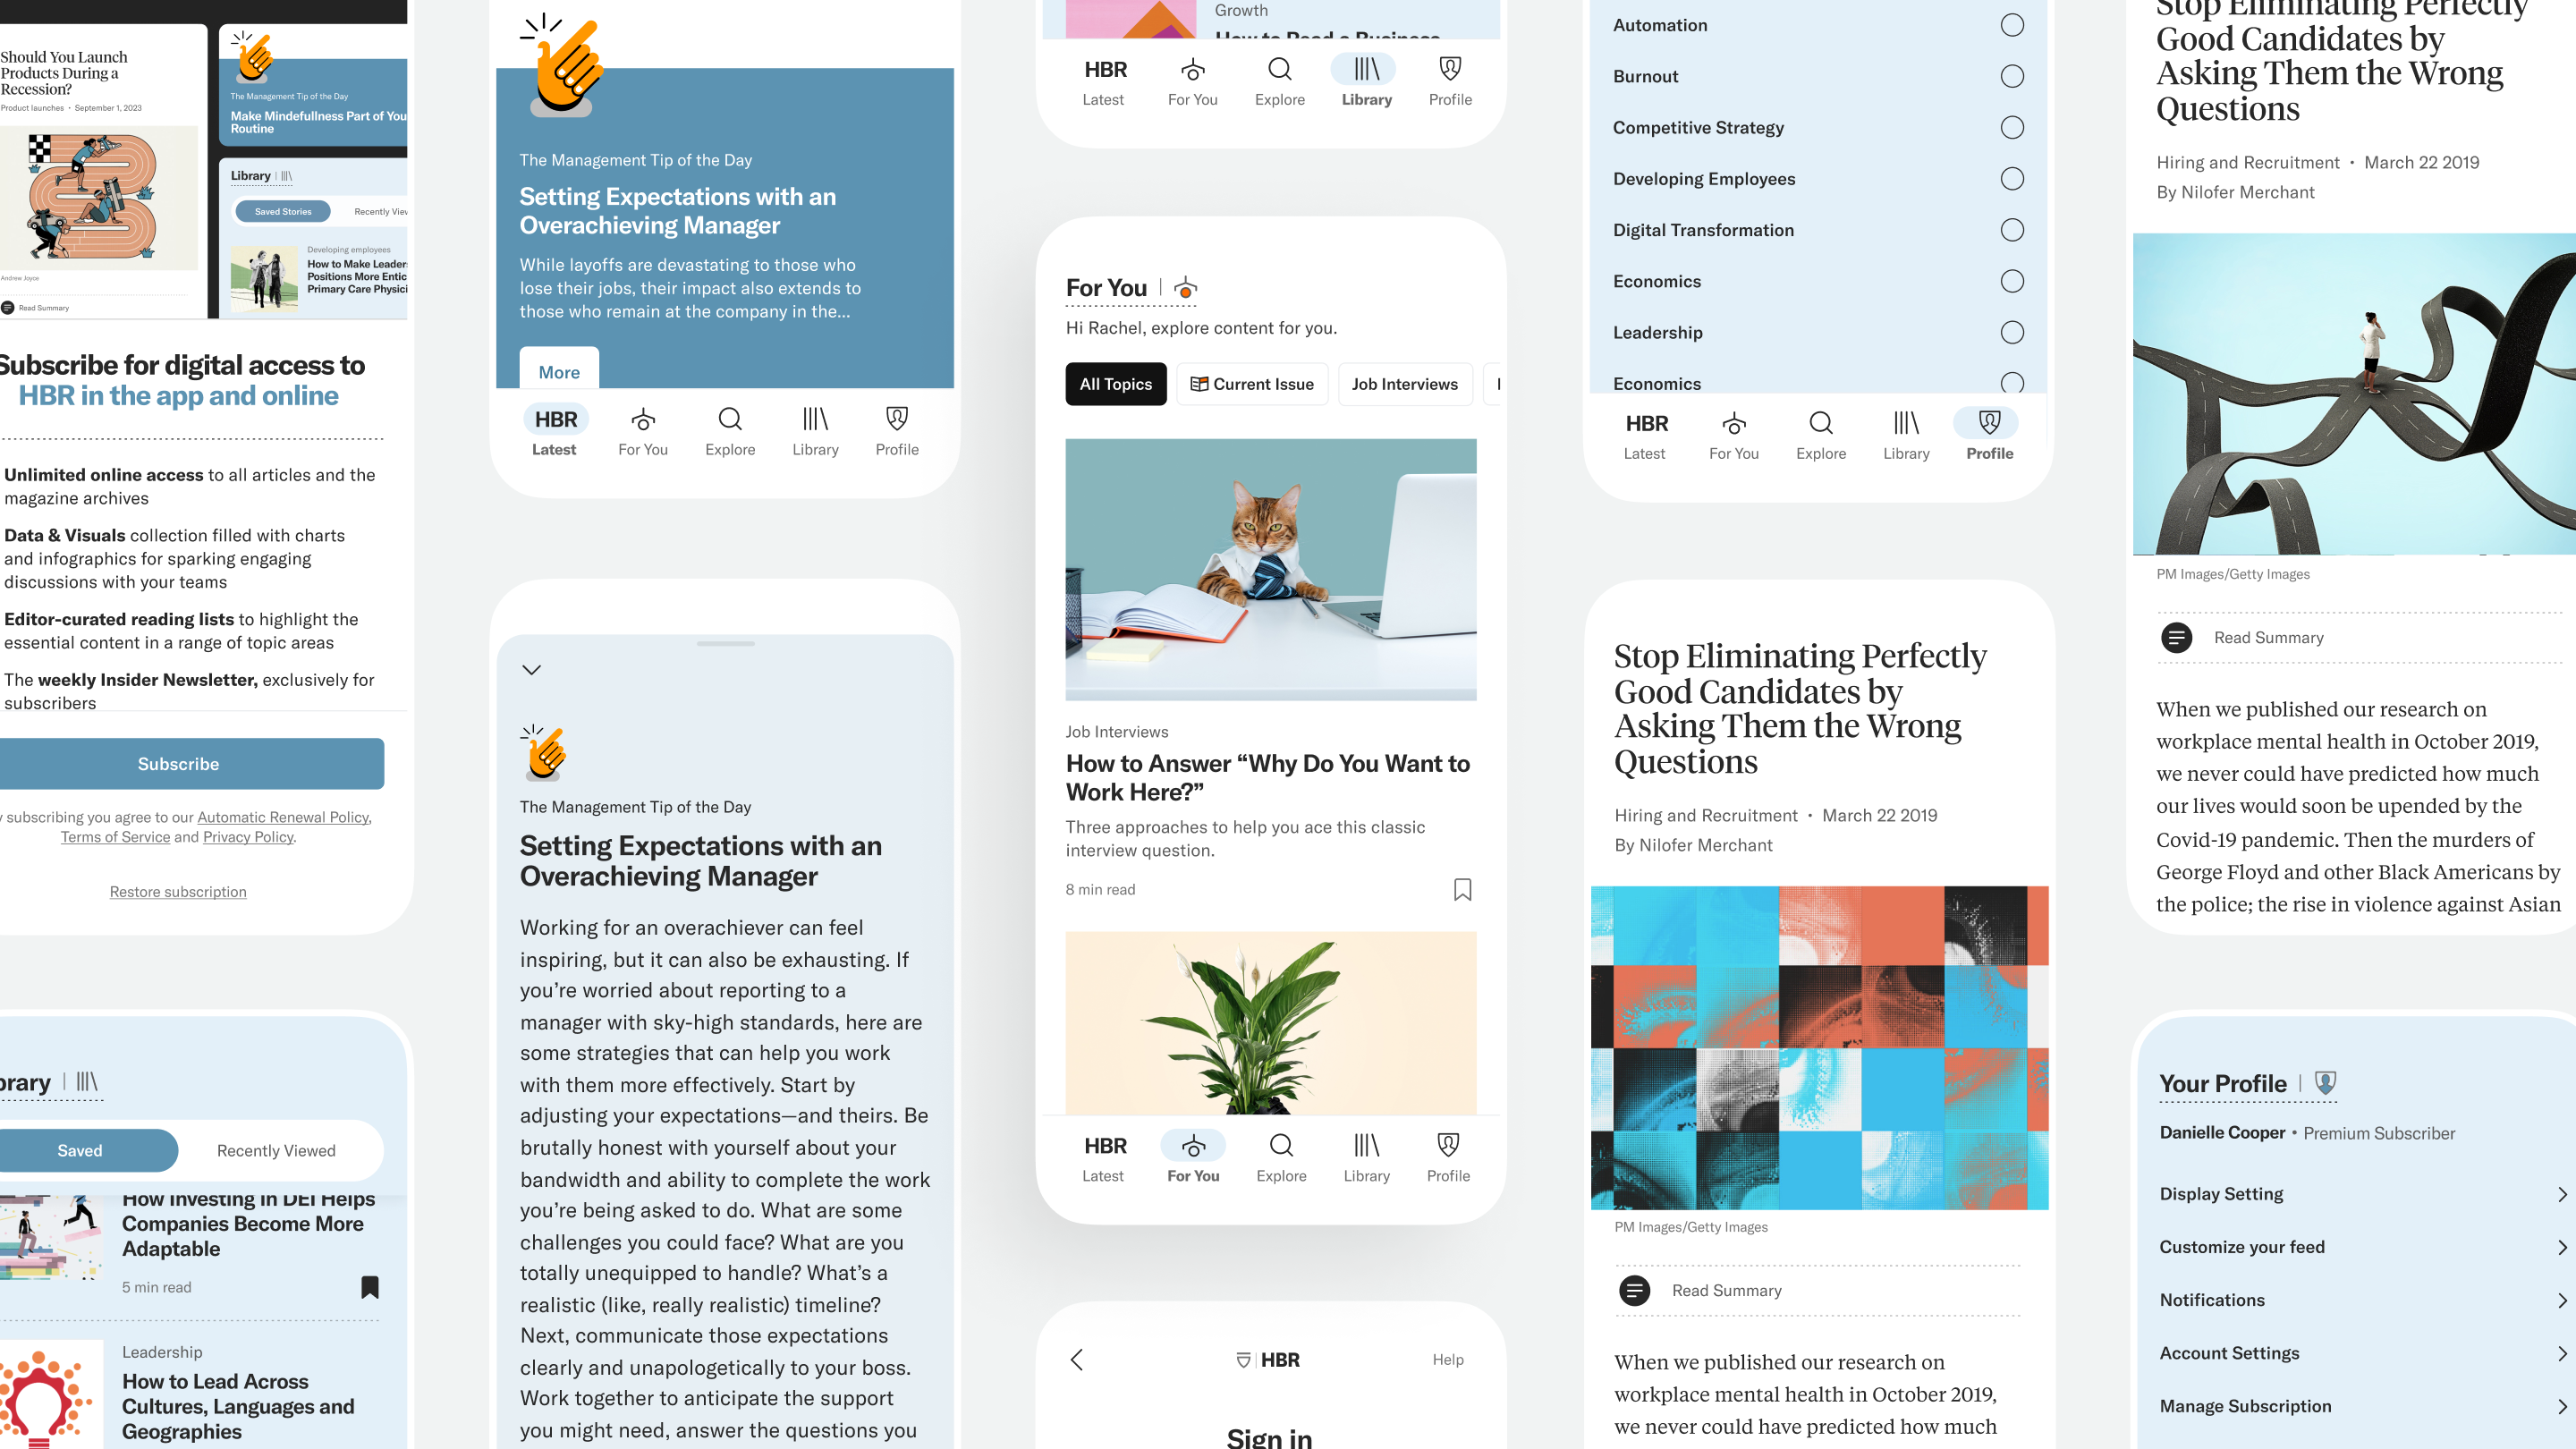 Should You Launch
Products During a
Recession?
Product launches • September 1, 2023
Andrew Joyce
Read Summary
The Management Tip of the Day
Make Mindefullness Part of You
Routine
Library
Saved Stories
Recently
Developing employees
How to Make Leader
Positions More Entic
Primary Care Physici
Subscribe for digital access to
HBR in the app and online
Unlimited online access to all articles and the
magazine archives
Data & Visuals collection filled with charts
and infographics for sparking engaging
discussions with your teams
Editor-curated reading lists to highlight the
essential content in a range of topic areas
The weekly Insider Newsletter, exclusively for
subscribers
Subscribe
subscribing you agree to our Automatic Renewal Policy,
Terms of Service and Privacy Policy.
Restore subscription
brary
Saved
Recently Viewed
How Investing in DEI Helps
Companies Become More
Adaptable
5 min read
Leadership
How to Lead Across
Cultures, Languages and
Geographies
The Management Tip of the Day
Setting Expectations with an
Overachieving Manager
While layoffs are devastating to those who
lose their jobs, their impact also extends to
those who remain at the company in the...
More
HBR
Latest
For You
Explore
Library
Profile
The Management Tip of the Day
Setting Expectations with an
Overachieving Manager
Working for an overachiever can feel
inspiring, but it can also be exhausting. If
you're worried about reporting to a
manager with sky-high standards, here are
some strategies that can help you work
with them more effectively. Start by
adjusting your expectations—and theirs. Be
brutally honest with yourself about your
bandwidth and ability to complete the work
you're being asked to do. What are some
challenges you could face? What are you
totally unequipped to handle? What's a
realistic (like, really realistic) timeline?
Next, communicate those expectations
clearly and unapologetically to your boss.
Work together to anticipate the support
you might need, answer the questions you
Growth
How to Read a Business
HBR
Latest
For You
Explore
Library
Profile
For You
Hi Rachel, explore content for you.
All Topics
Current Issue
Job Interviews
Job Interviews
How to Answer “Why Do You Want to
Work Here?”
Three approaches to help you ace this classic
interview question.
8 min read
HBR
Latest
For You
Explore
Library
Profile
HBR
Help
Sign in
Automation
Burnout
Competitive Strategy
Developing Employees
Digital Transformation
Economics
Leadership
Economics
HBR
Latest
For You
Explore
Library
Profile
Stop Eliminating Perfectly
Good Candidates by
Asking Them the Wrong
Questions
Hiring and Recruitment • March 22 2019
By Nilofer Merchant
PM Images/Getty Images
Read Summary
When we published our research on
workplace mental health in October 2019,
we never could have predicted how much
Stop Eliminating Perfectly
Good Candidates by
Asking Them the Wrong
Questions
Hiring and Recruitment • March 22 2019
By Nilofer Merchant
PM Images/Getty Images
Read Summary
When we published our research on
workplace mental health in October 2019,
we never could have predicted how much
our lives would soon be upended by the
Covid-19 pandemic. Then the murders of
George Floyd and other Black Americans by
the police; the rise in violence against Asian
Your Profile
Danielle Cooper • Premium Subscriber
Display Setting
Customize your feed
Notifications
Account Settings
Manage Subscription